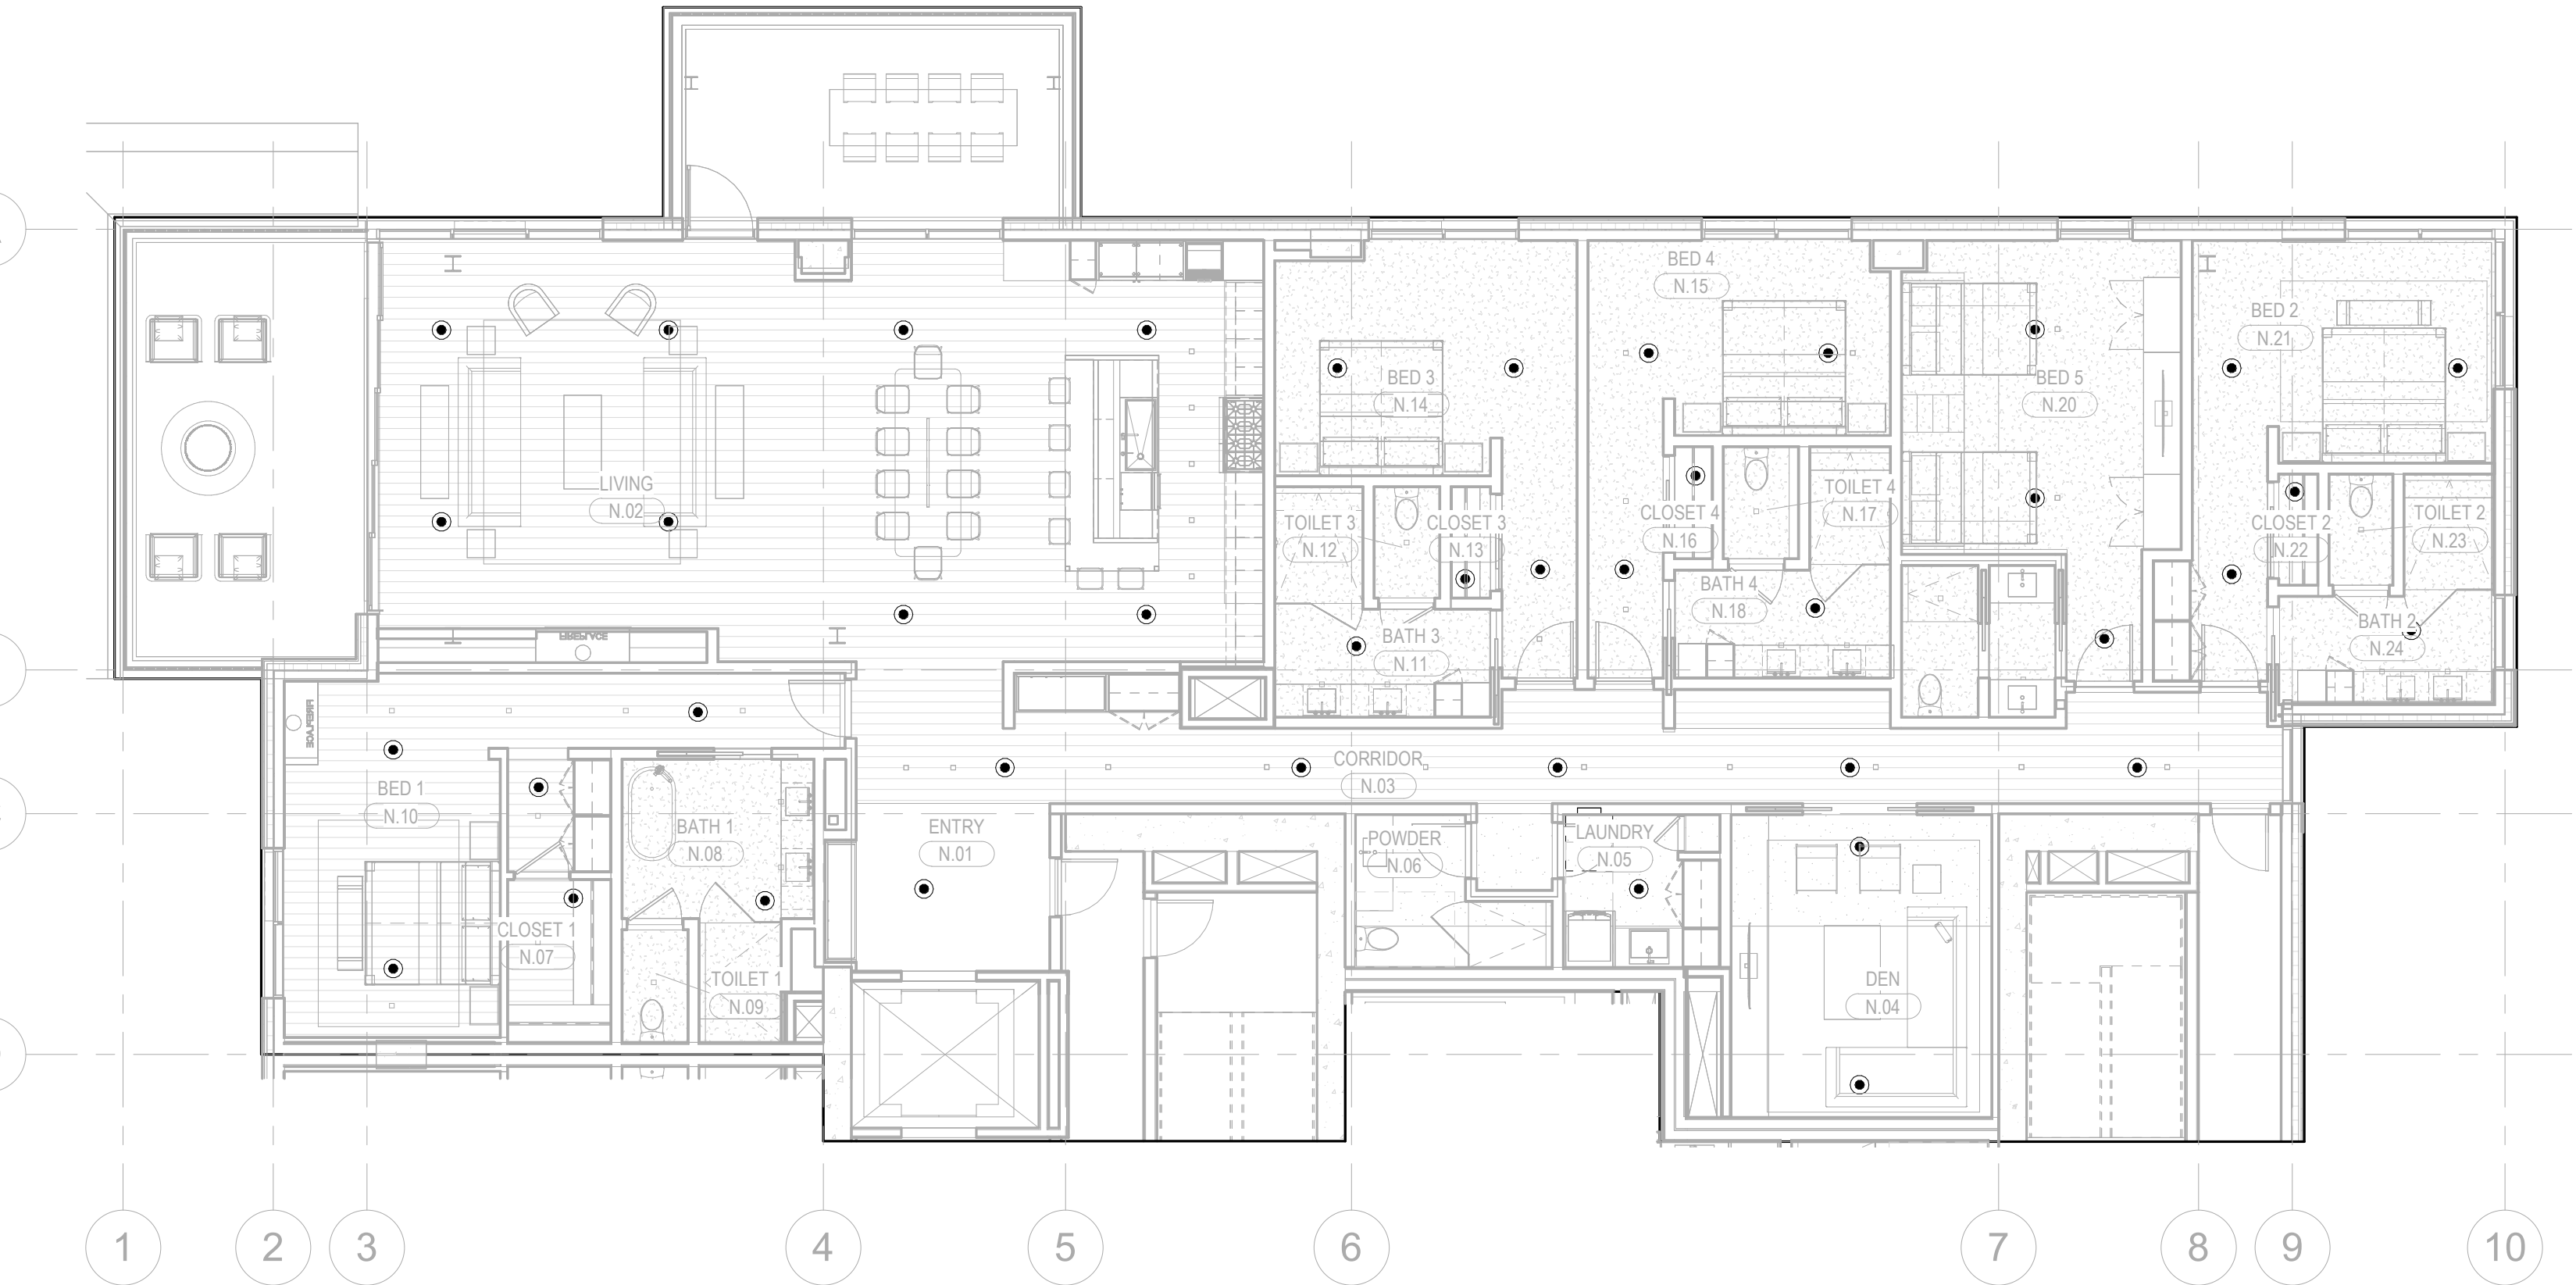 BED 4
N.15
BED 2
N.21
BED 3
N.14
BED 5
N.20
LIVING
N.02
TOILET 3
N.12
CLOSET 3
N.13
CLOSET 4
N.16
TOILET 4
N.17
CLOSET 2
N.22
TOILET 2
N.23
BATH 4
N.18
BATH 3
N.11
BATH 2
N.24
FIREPLACE
FIREPLACE
CORRIDOR
N.03
BED 1
N.10
BATH 1
N.08
ENTRY
N.01
POWDER
N.06
LAUNDRY
N.05
CLOSET 1
N.07
TOILET 1
N.09
DEN
N.04
1
2
3
4
5
6
7
8
9
10